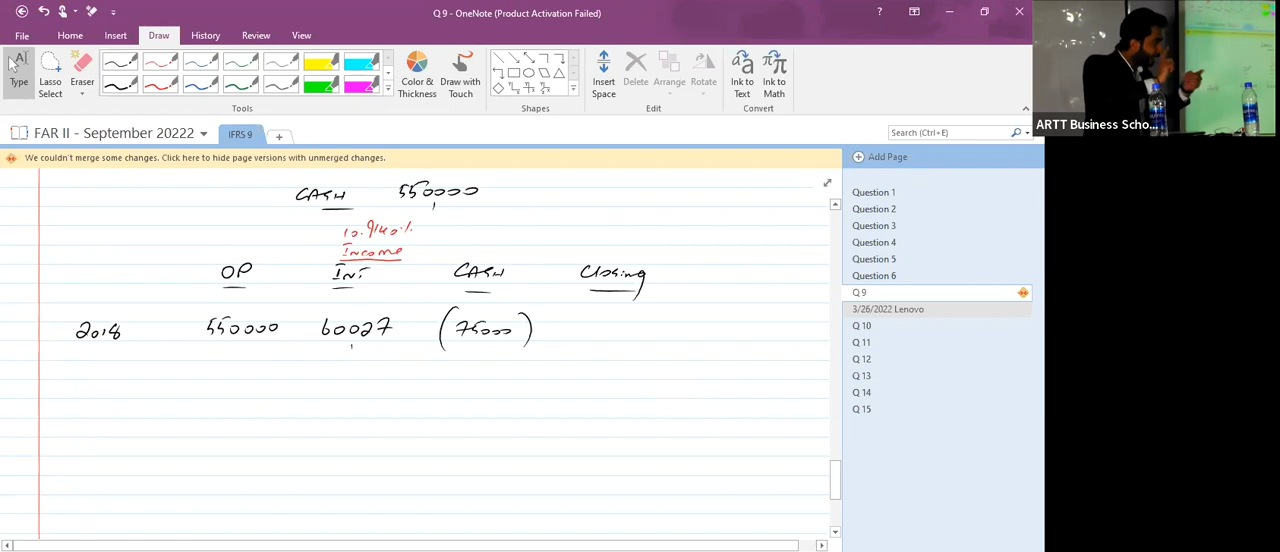 Q 9 - OneNote (Product Activation Failed)
?
File Home Insert Draw History Review View
Type
Lasso Select
Eraser
Tools
Color & Thickness
Draw with Touch
Shapes
Insert Space
Delete
Arrange
Rotate
Edit
Ink to Text
Ink to Math
Convert
ARTT Business Scho...
FAR II - September 20222
IFRS 9
Search (Ctrl+E)
We couldn't merge some changes. Click here to hide page versions with unmerged changes.
Add Page
CASH 550000
10.9140%
Income
OP INT CASH Closing
2018 550000 60027 (75000)
Question 1
Question 2
Question 3
Question 4
Question 5
Question 6
Q 9
3/26/2022 Lenovo
Q 10
Q 11
Q 12
Q 13
Q 14
Q 15